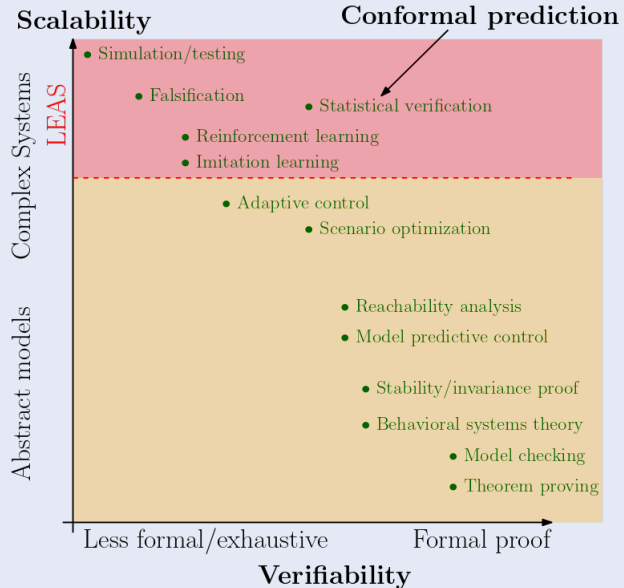 Scalability
Conformal prediction
Simulation/testing
Falsification
Statistical verification
Reinforcement learning
Imitation learning
Adaptive control
Scenario optimization
Reachability analysis
Model predictive control
Stability/invariance proof
Behavioral systems theory
Model checking
Theorem proving
Complex Systems
LEAS
Abstract models
Less formal/exhaustive
Formal proof
Verifiability